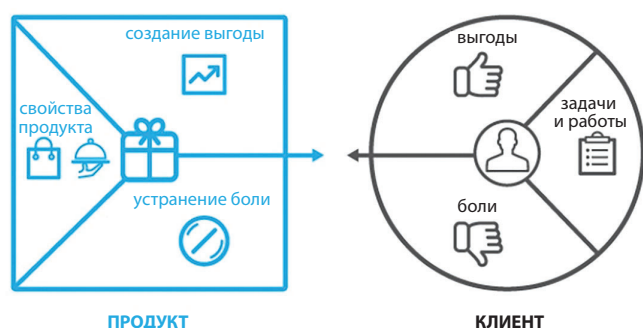 создание выгоды
свойства
продукта
устранение боли
ПРОДУКТ
выгоды
задачи
и работы
боли
КЛИЕНТ